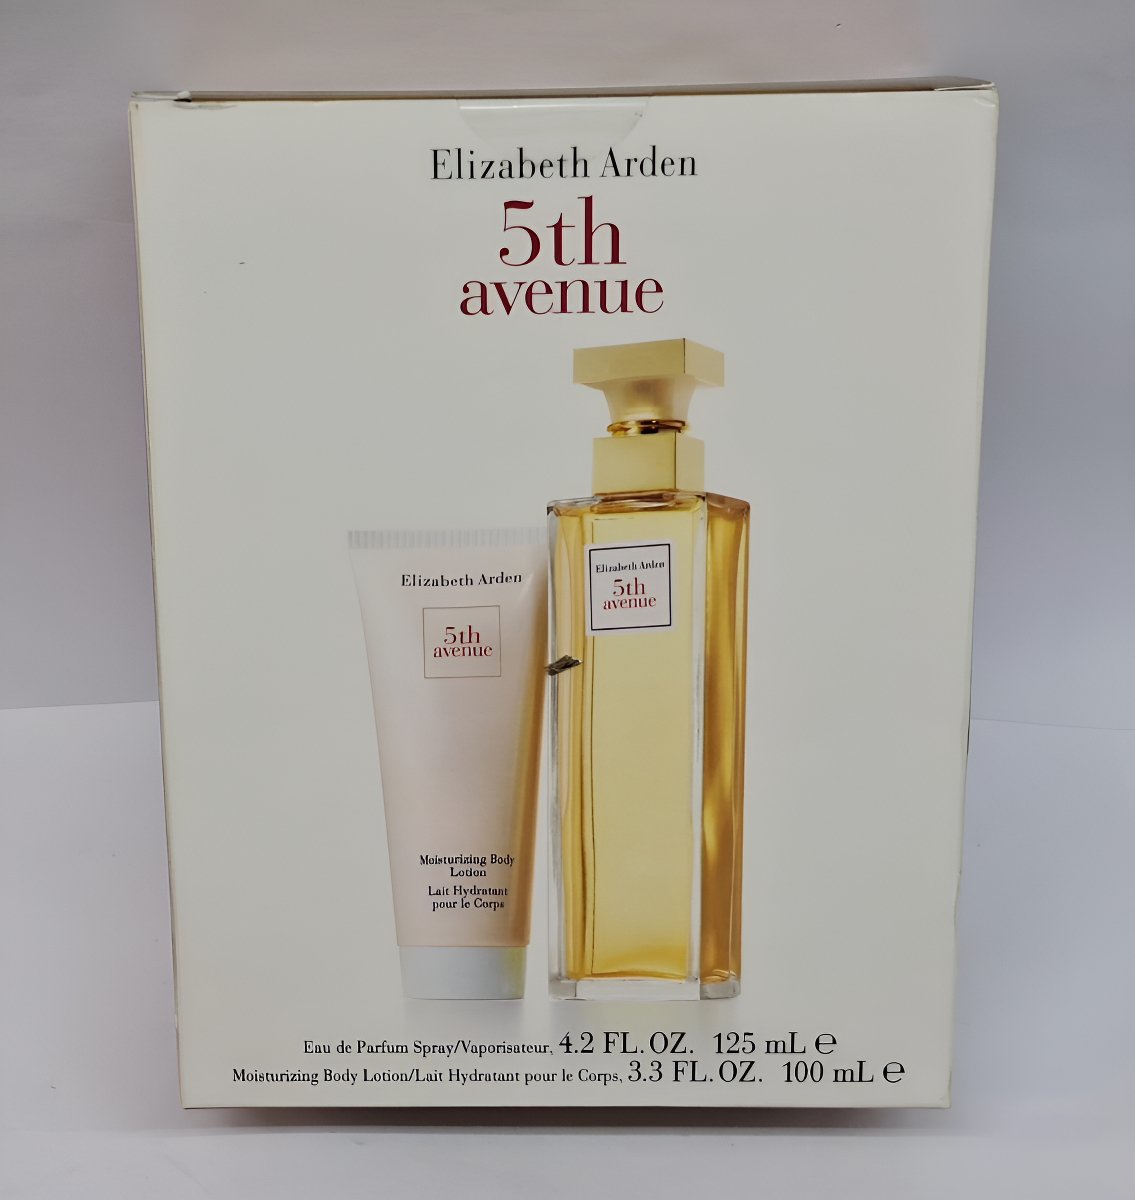 Elizabeth Arden
5th
avenue
Elizabeth Arden
5th
avenue
Moisturizing Body
Lotion
Lait Hydratant
pour le Corps
Elizabeth Arden
5th
avenue
Eau de Parfum Spray/Vaporisateur, 4.2 FL. OZ. 125 mL ℮
Moisturizing Body Lotion/Lait Hydratant pour le Corps, 3.3 FL. OZ. 100 mL ℮